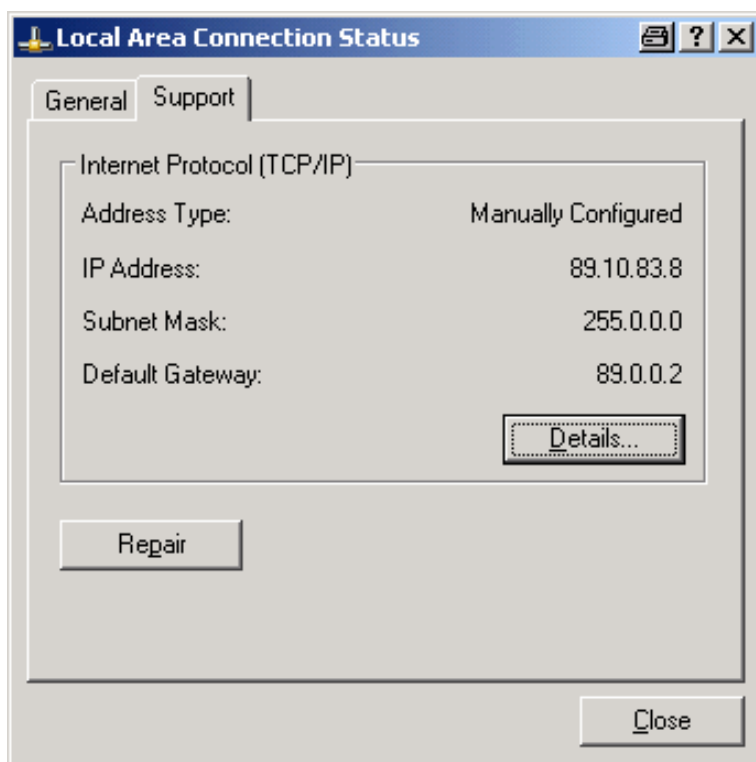 Local Area Connection Status
General Support
Internet Protocol (TCP/IP)
Address Type: Manually Configured
IP Address: 89.10.83.8
Subnet Mask: 255.0.0.0
Default Gateway: 89.0.0.2
Details...
Repair
Close